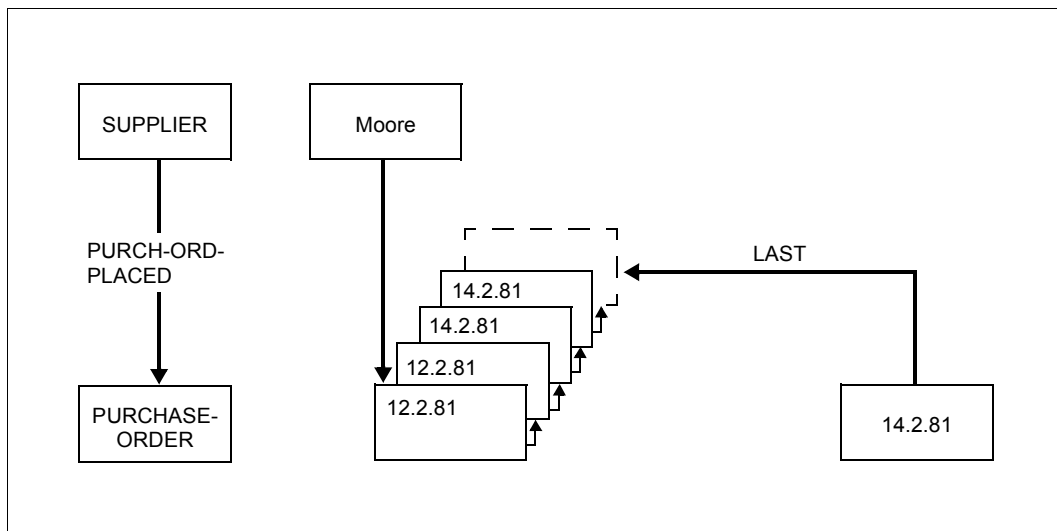 SUPPLIER
Moore
PURCH-ORD-
PLACED
LAST
14.2.81
14.2.81
12.2.81
12.2.81
PURCHASE-
ORDER
14.2.81